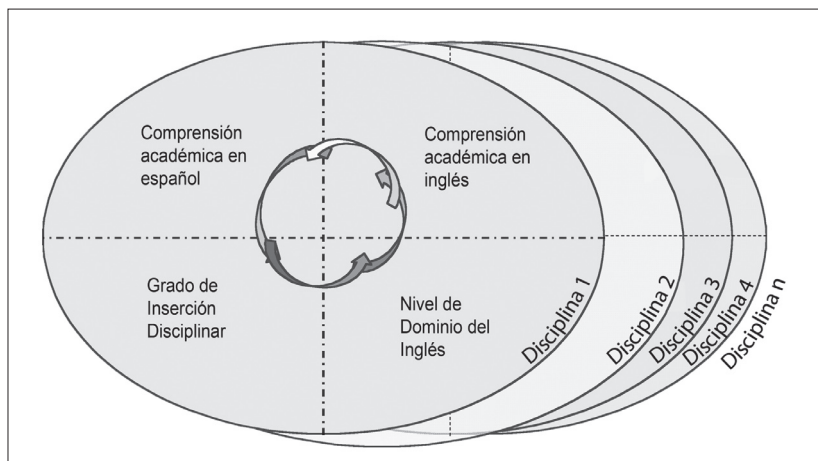 Comprensión
académica en
español
Comprensión
académica en
inglés
Grado de
Inserción
Disciplinar
Nivel de
Dominio del
Inglés
Disciplina 1
Disciplina 2
Disciplina 3
Disciplina 4
Disciplina n